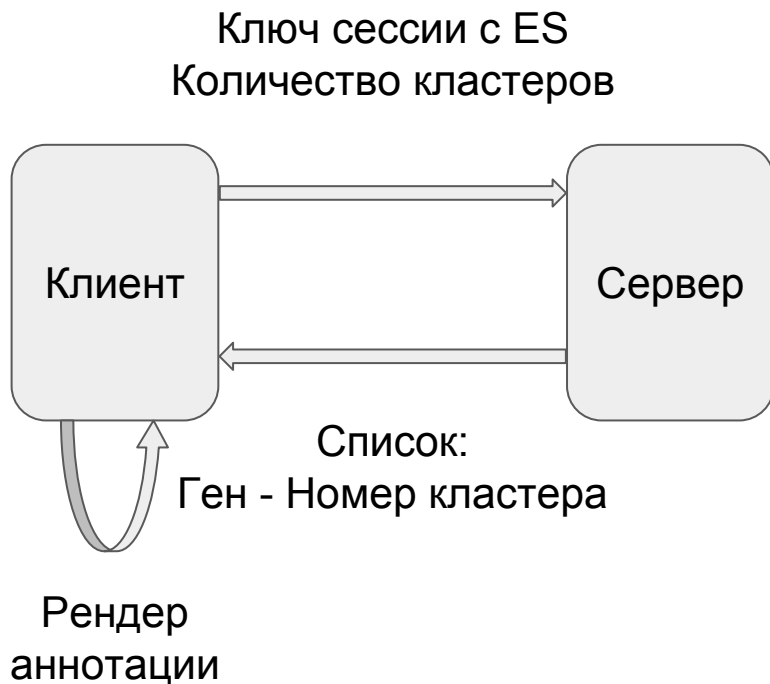 Ключ сессии с ES
Количество кластеров
Клиент
Сервер
Список:
Ген - Номер кластера
Рендер
аннотации